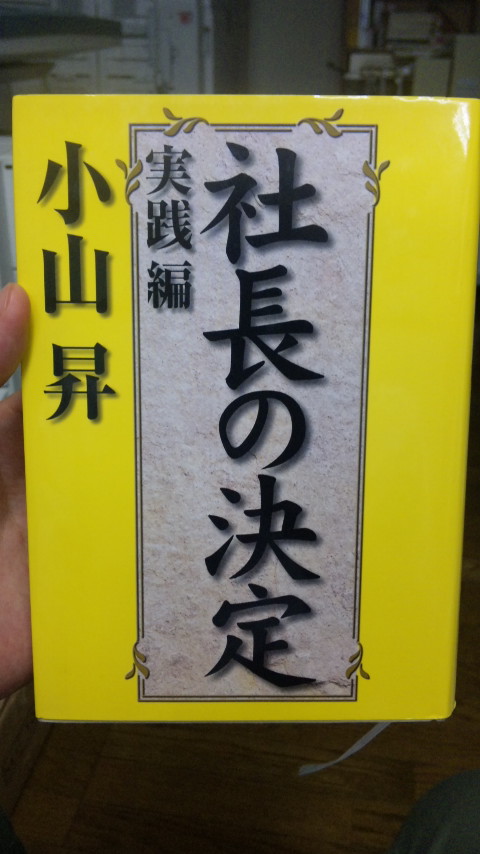 社長の決定
実践編
小山 昇